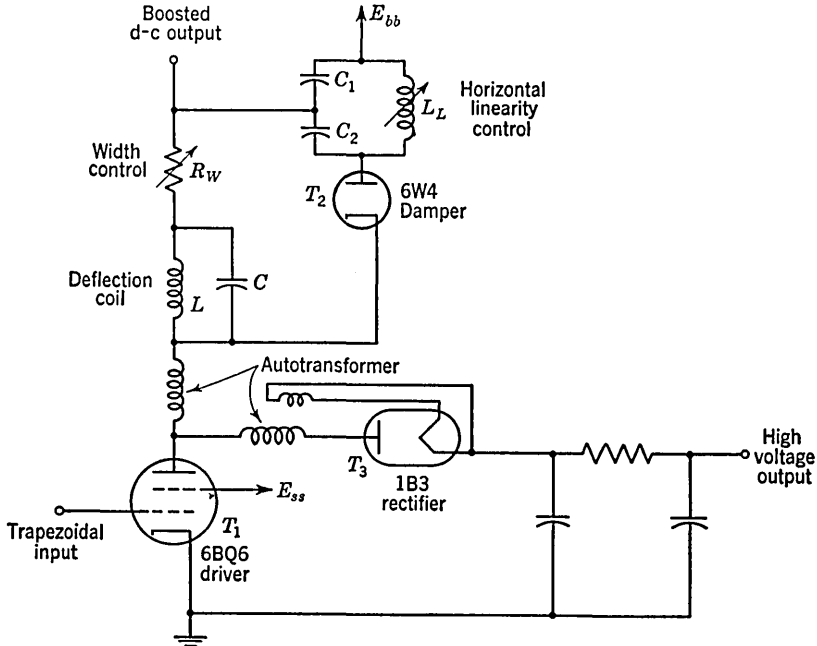 Boosted
d-c output
E_bb
C_1
Horizontal
linearity
control
L_L
C_2
Width
control
R_W
T_2
6W4
Damper
Deflection
coil
L
C
Autotransformer
T_3
1B3
rectifier
High
voltage
output
E_ss
Trapezoidal
input
T_1
6BQ6
driver